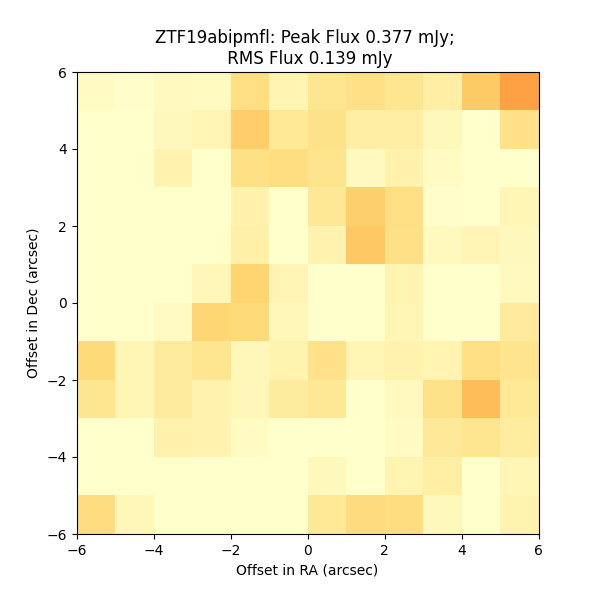 ZTF19abipmfl: Peak Flux 0.377 mJy;
RMS Flux 0.139 mJy
6
4
2
0
−2
−4
−6
Offset in Dec (arcsec)
−6 −4 −2 0 2 4 6
Offset in RA (arcsec)